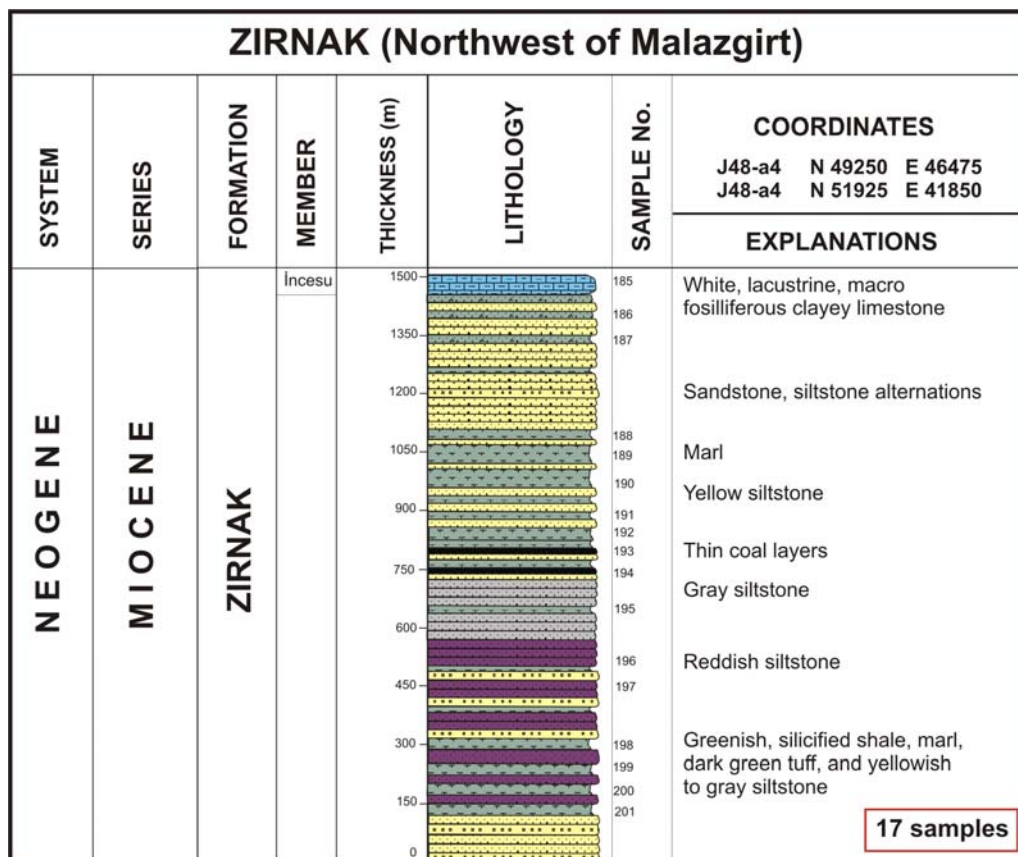 ZIRNAK (Northwest of Malazgirt)
SYSTEM
SERIES
FORMATION
MEMBER
THICKNESS (m)
LITHOLOGY
SAMPLE No.
COORDINATES
J48-a4 N 49250 E 46475
J48-a4 N 51925 E 41850
EXPLANATIONS
NEOGENE
MIOCENE
ZIRNAK
İncesu
1500
1350
1200
1050
900
750
600
450
300
150
0
185
186
187
188
189
190
191
192
193
194
195
196
197
198
199
200
201
White, lacustrine, macro
fosilliferous clayey limestone
Sandstone, siltstone alternations
Marl
Yellow siltstone
Thin coal layers
Gray siltstone
Reddish siltstone
Greenish, silicified shale, marl,
dark green tuff, and yellowish
to gray siltstone
17 samples